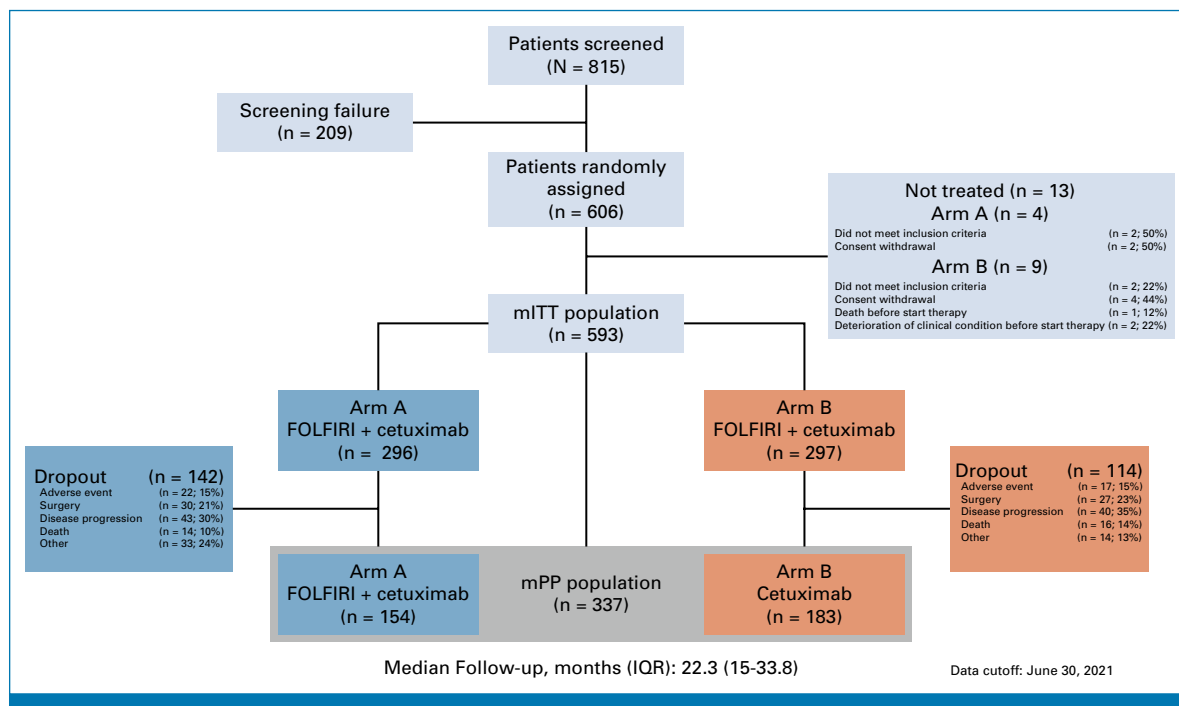 Patients screened
(N = 815)
Screening failure
(n = 209)
Patients randomly
assigned
(n = 606)
Not treated (n = 13)
Arm A (n = 4)
Did not meet inclusion criteria (n = 2; 50%)
Consent withdrawal (n = 2; 50%)
Arm B (n = 9)
Did not meet inclusion criteria (n = 2; 22%)
Consent withdrawal (n = 4; 44%)
Death before start therapy (n = 1; 12%)
Deterioration of clinical condition before start therapy (n = 2; 22%)
mITT population
(n = 593)
Arm A
FOLFIRI + cetuximab
(n = 296)
Arm B
FOLFIRI + cetuximab
(n = 297)
Dropout (n = 142)
Adverse event (n = 22; 15%)
Surgery (n = 30; 21%)
Disease progression (n = 43; 30%)
Death (n = 14; 10%)
Other (n = 33; 24%)
Dropout (n = 114)
Adverse event (n = 17; 15%)
Surgery (n = 27; 23%)
Disease progression (n = 40; 35%)
Death (n = 16; 14%)
Other (n = 14; 13%)
Arm A
FOLFIRI + cetuximab
(n = 154)
mPP population
(n = 337)
Arm B
Cetuximab
(n = 183)
Median Follow-up, months (IQR): 22.3 (15-33.8)
Data cutoff: June 30, 2021